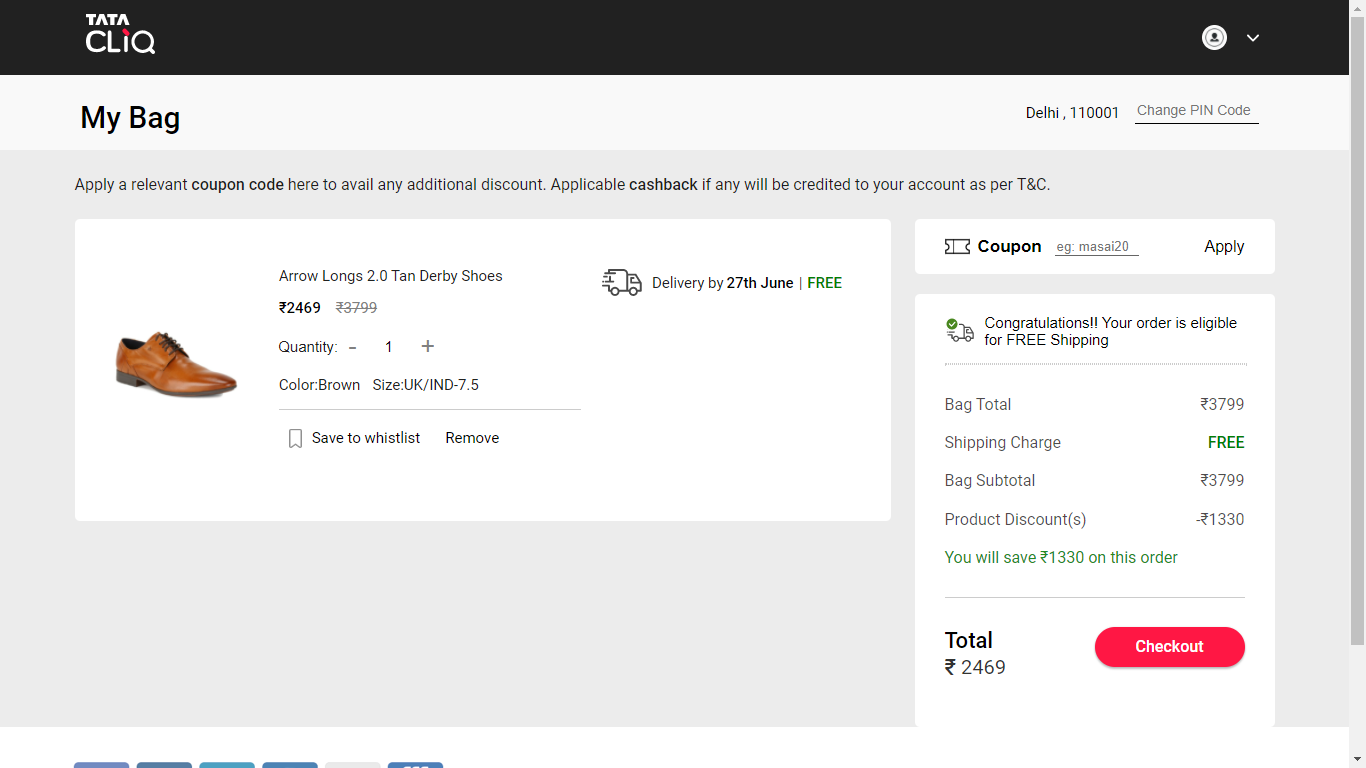 TATA
CLiQ
My Bag
Delhi , 110001
Change PIN Code
Apply a relevant coupon code here to avail any additional discount. Applicable cashback if any will be credited to your account as per T&C.
Arrow Longs 2.0 Tan Derby Shoes
₹2469 ₹3799
Quantity: - 1 +
Color:Brown Size:UK/IND-7.5
Save to whistlist Remove
Delivery by 27th June | FREE
Coupon eg: masai20 Apply
Congratulations!! Your order is eligible
for FREE Shipping
Bag Total ₹3799
Shipping Charge FREE
Bag Subtotal ₹3799
Product Discount(s) -₹1330
You will save ₹1330 on this order
Total
₹ 2469
Checkout